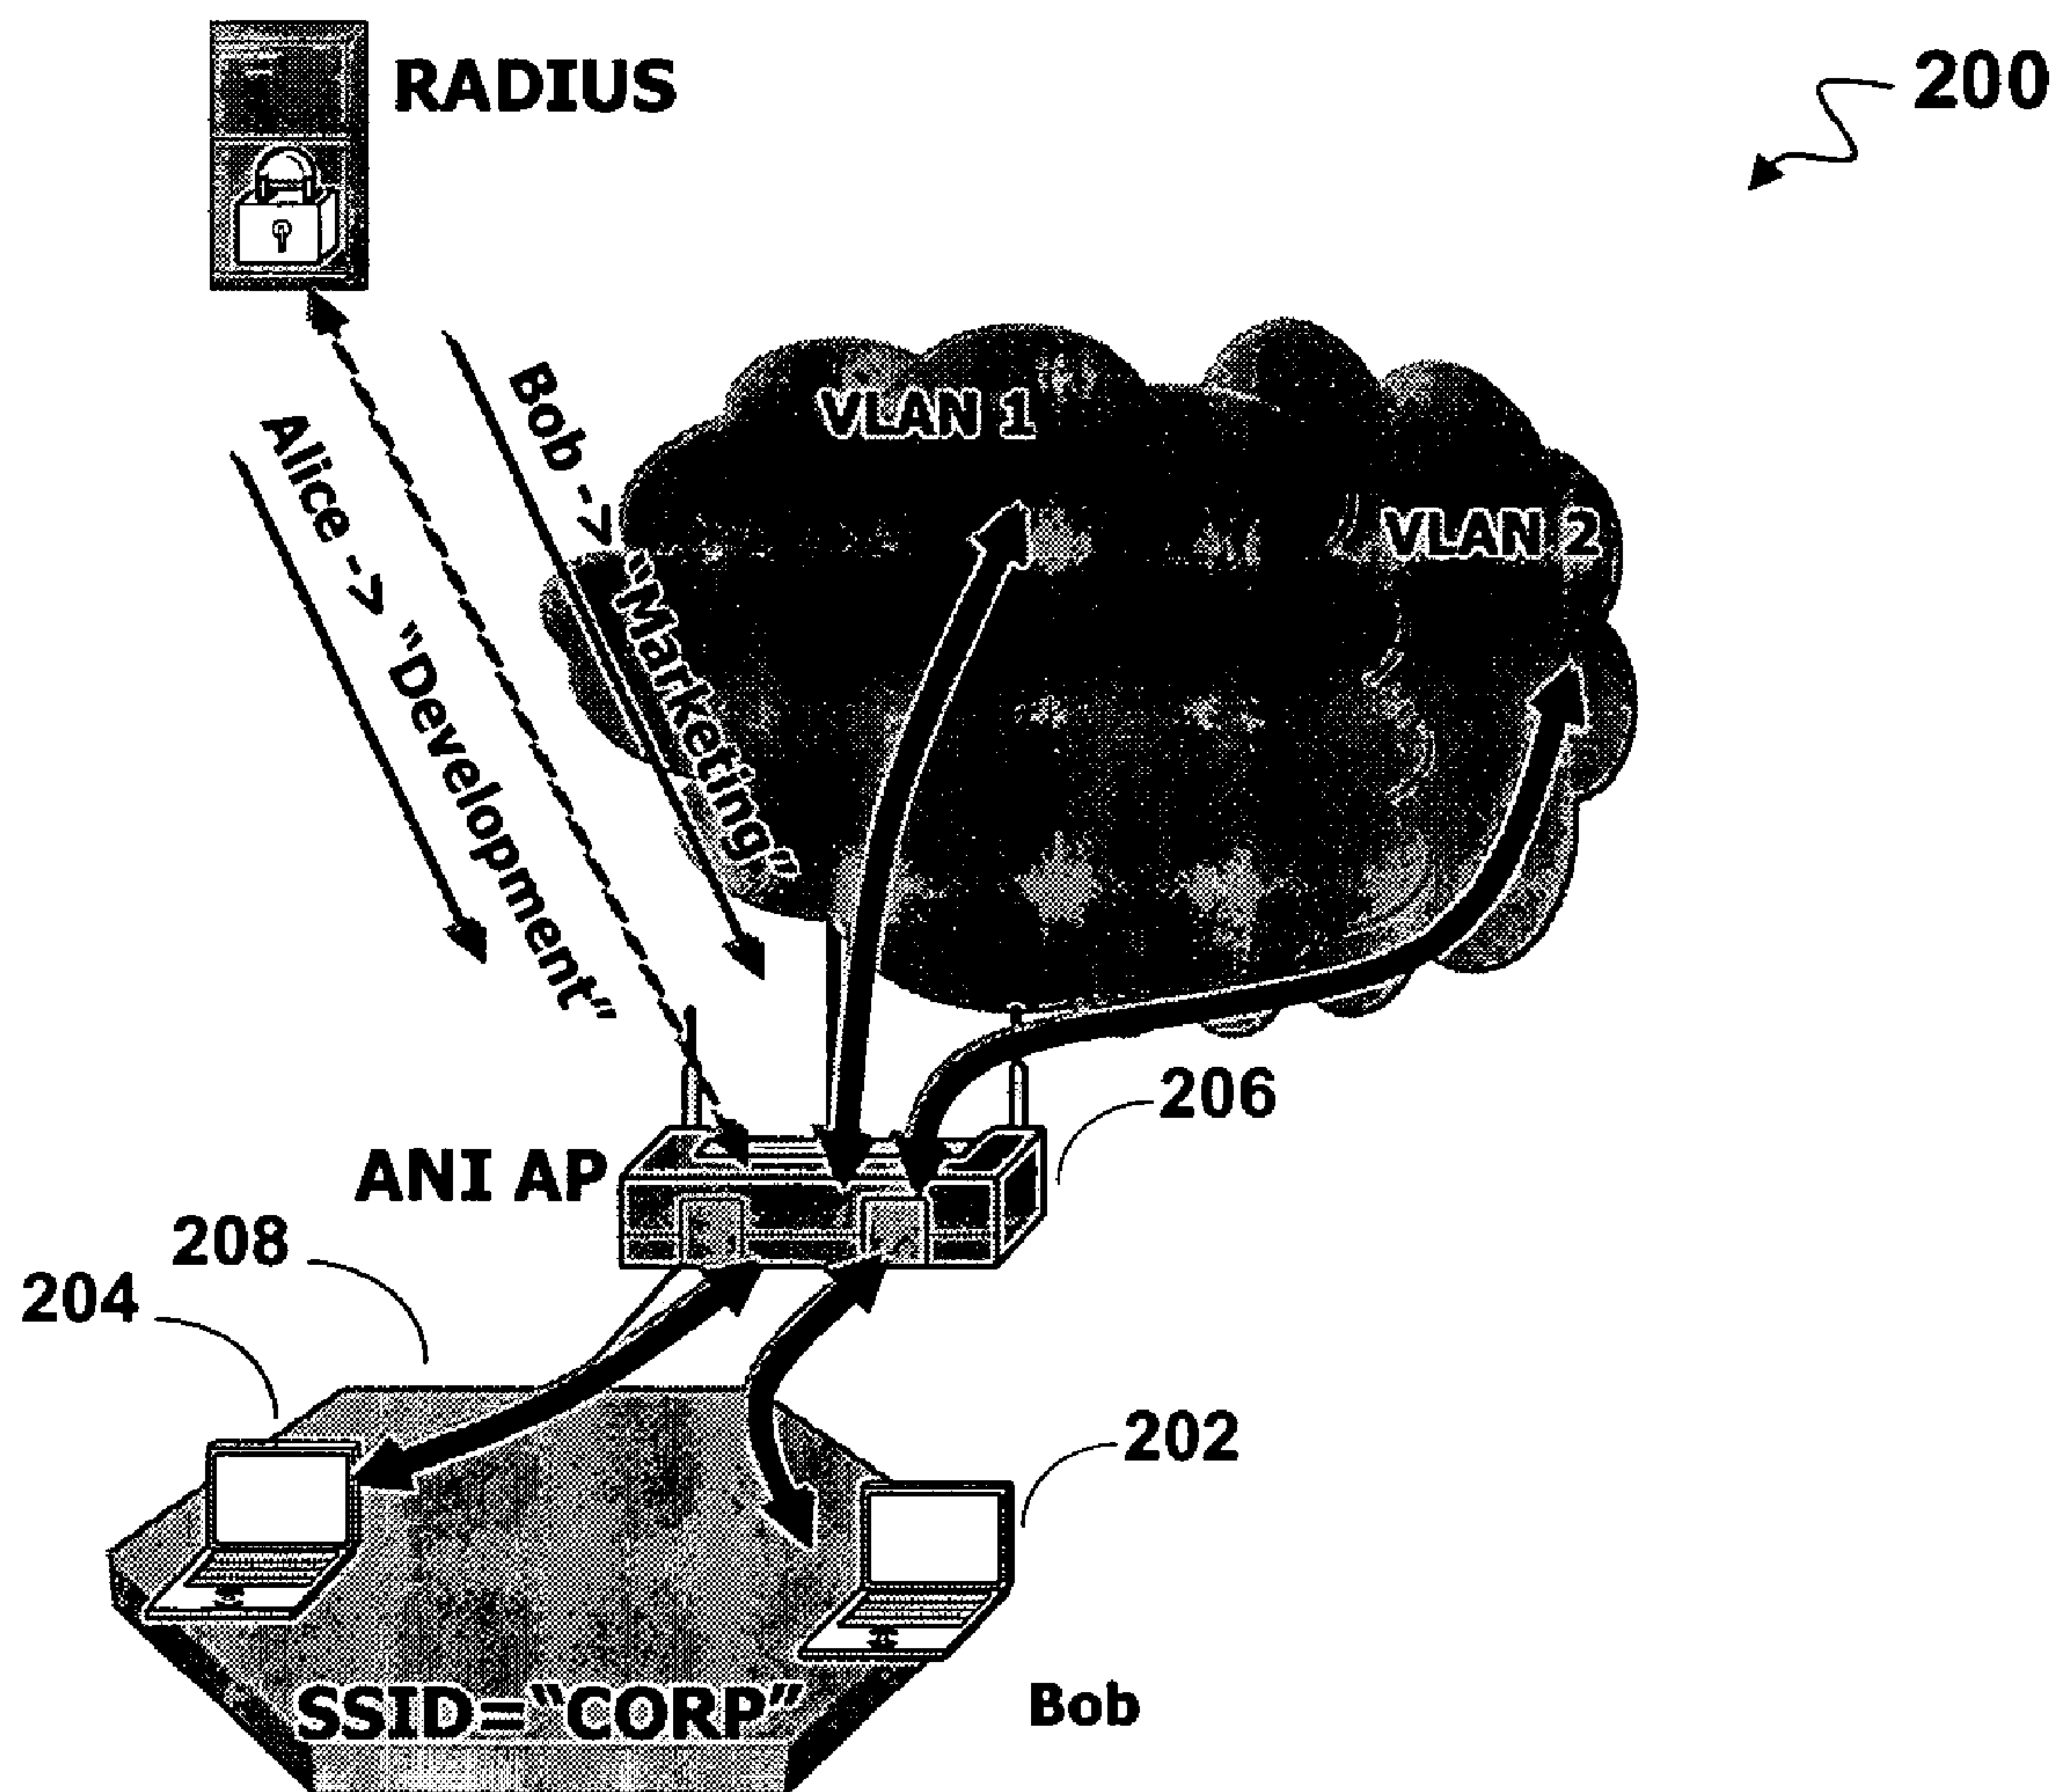 RADIUS
200
Bob -> “Marketing”
Alice -> “Development”
VLAN 1
VLAN 2
206
ANI AP
208
204
202
SSID=“CORP”
Bob